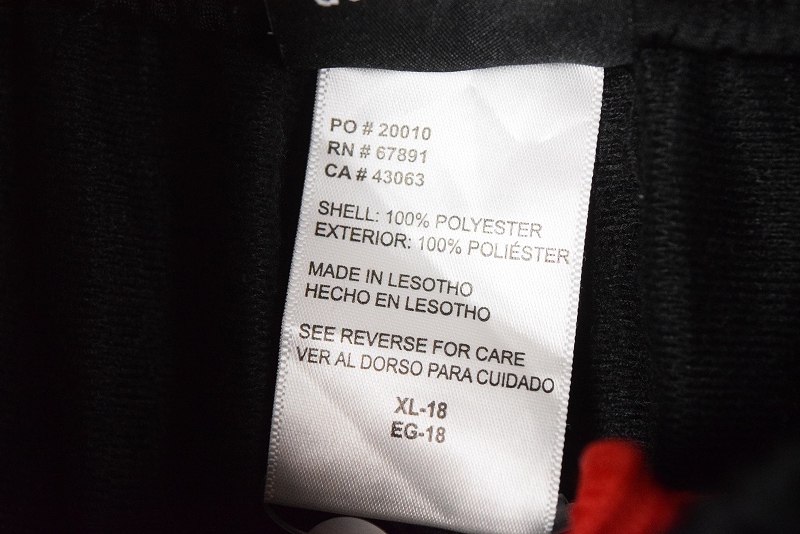 PO # 20010
RN # 67891
CA # 43063
SHELL: 100% POLYESTER
EXTERIOR: 100% POLIÉSTER
MADE IN LESOTHO
HECHO EN LESOTHO
SEE REVERSE FOR CARE
VER AL DORSO PARA CUIDADO
XL-18
EG-18